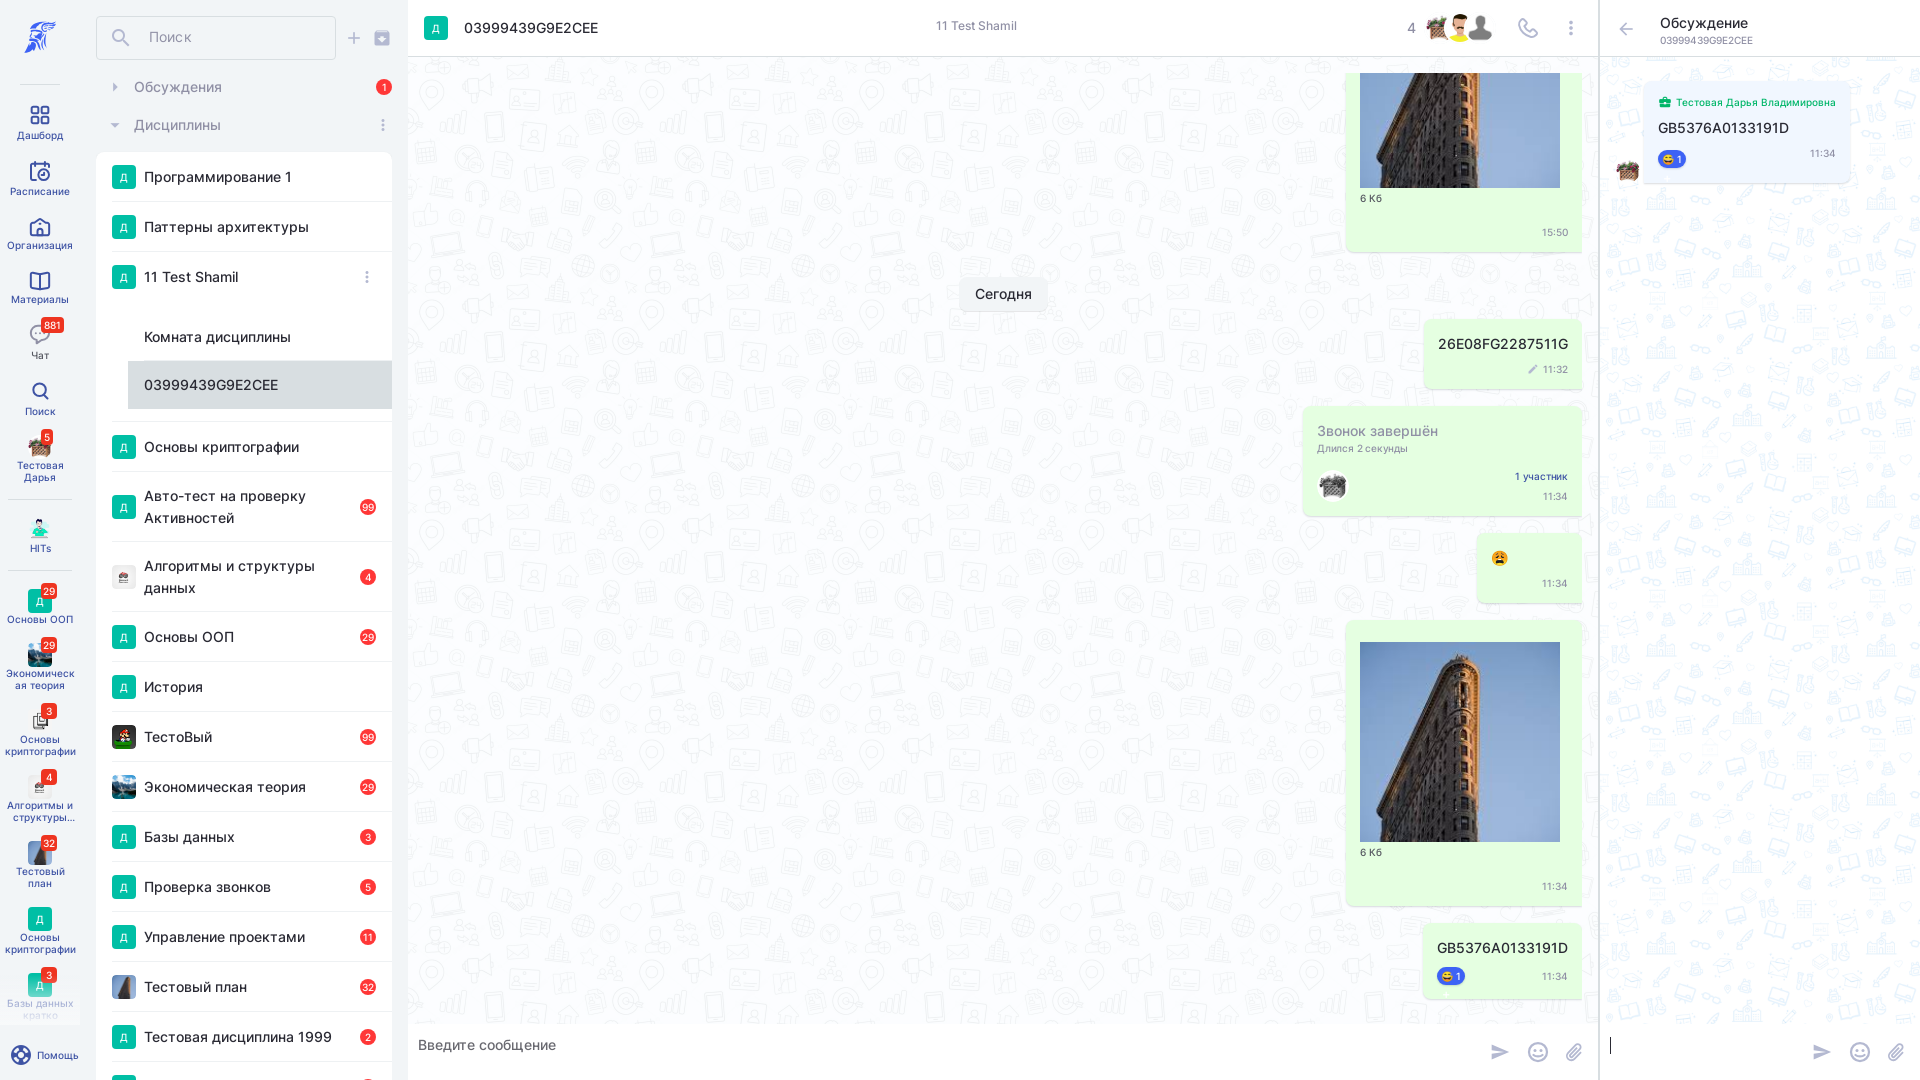 Дашборд
Расписание
Организация
Материалы
881
Чат
Поиск
5
Тестовая
Дарья
HITs
29
Д
Основы ООП
29
Экономическ
ая теория
3
Основы
криптографии
4
Алгоритмы и
структуры...
32
Тестовый
план
Д
Основы
криптографии
3
Д
Базы данных
кратко
Помощь
Поиск
Обсуждения
1
Дисциплины
Д
Программирование 1
Д
Паттерны архитектуры
Д
11 Test Shamil
Комната дисциплины
03999439G9E2CEE
Д
Основы криптографии
Д
Авто-тест на проверку
Активностей
99
Алгоритмы и структуры
данных
4
Д
Основы ООП
29
Д
История
ТестоВый
99
Экономическая теория
29
Д
Базы данных
3
Д
Проверка звонков
5
Д
Управление проектами
11
Тестовый план
32
Д
Тестовая дисциплина 1999
2
Д
03999439G9E2CEE
11 Test Shamil
4
6 Кб
15:50
Сегодня
26E08FG2287511G
11:32
Звонок завершён
Длился 2 секунды
1 участник
11:34
11:34
6 Кб
11:34
GB5376A0133191D
1
11:34
Введите сообщение
Обсуждение
03999439G9E2CEE
Тестовая Дарья Владимировна
GB5376A0133191D
1
11:34